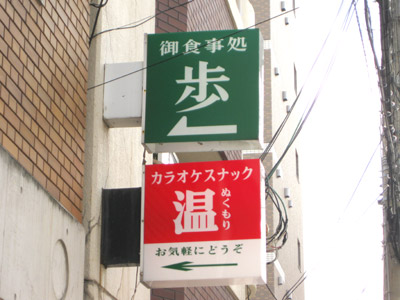 御食事処
歩
カラオケスナック
温
ぬくもり
お気軽にどうぞ